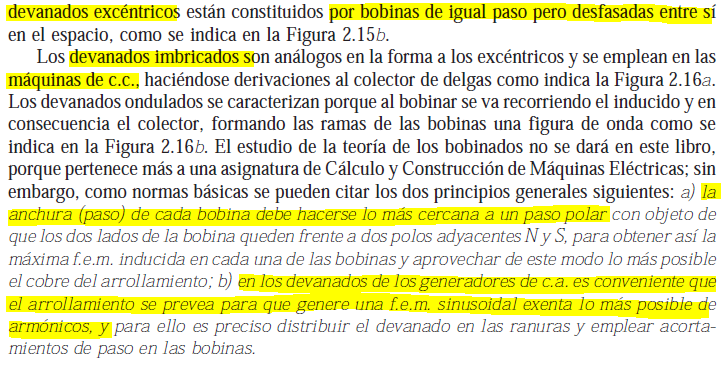 devanados excéntricos están constituidos por bobinas de igual paso pero desfasadas entre sí
en el espacio, como se indica en la Figura 2.15b.
Los devanados imbricados son análogos en la forma a los excéntricos y se emplean en las
máquinas de c.c., haciéndose derivaciones al colector de delgas como indica la Figura 2.16a.
Los devanados ondulados se caracterizan porque al bobinar se va recorriendo el inducido y en
consecuencia el colector, formando las ramas de las bobinas una figura de onda como se
indica en la Figura 2.16b. El estudio de la teoría de los bobinados no se dará en este libro,
porque pertenece más a una asignatura de Cálculo y Construcción de Máquinas Eléctricas; sin
embargo, como normas básicas se pueden citar los dos principios generales siguientes: a) la
anchura (paso) de cada bobina debe hacerse lo más cercana a un paso polar con objeto de
que los dos lados de la bobina queden frente a dos polos adyacentes N y S, para obtener así la
máxima f.e.m. inducida en cada una de las bobinas y aprovechar de este modo lo más posible
el cobre del arrollamiento; b) en los devanados de los generadores de c.a. es conveniente que
el arrollamiento se prevea para que genere una f.e.m. sinusoidal exenta lo más posible de
armónicos, y para ello es preciso distribuir el devanado en las ranuras y emplear acorta-
mientos de paso en las bobinas.